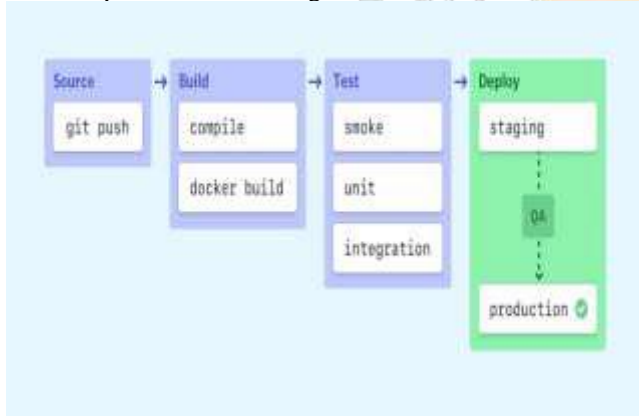 Source → Build → Test → Deploy
git push
compile
docker build
smoke
unit
integration
staging
QA
production